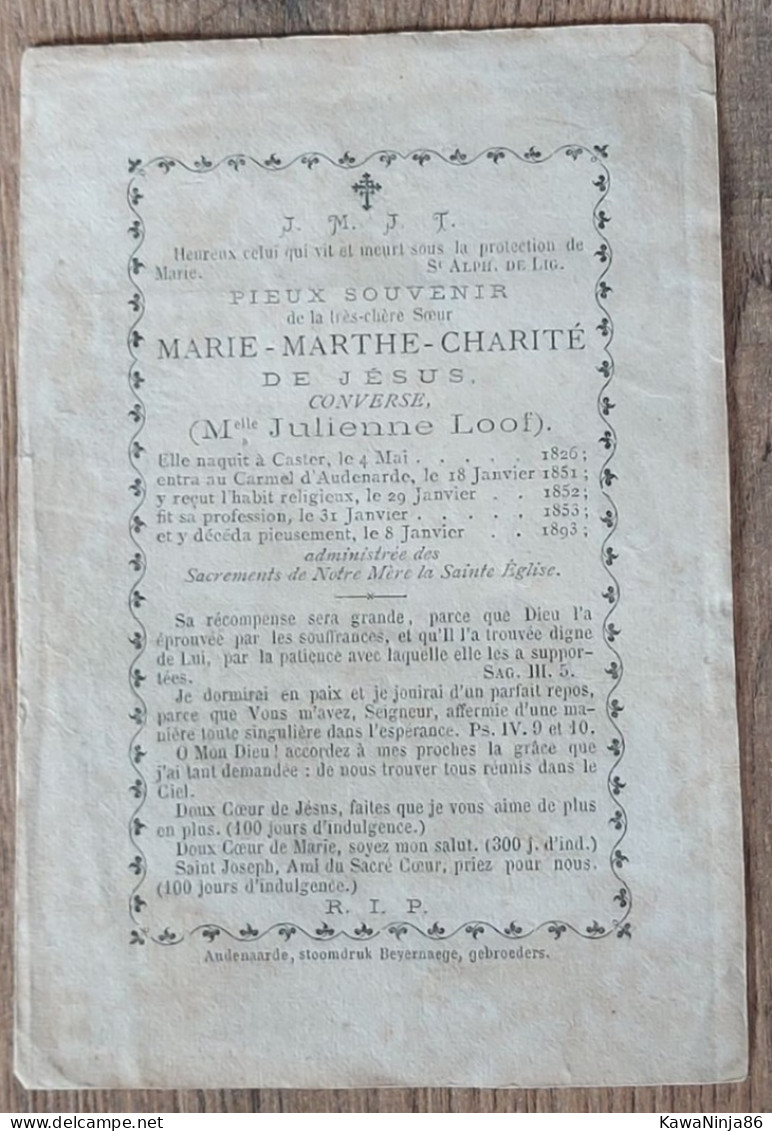 J. M. J. T.
Heureux celui qui vit et meurt sous la protection de
Marie. St ALPH. DE LIG.
PIEUX SOUVENIR
de la très-chère Sœur
MARIE - MARTHE - CHARITÉ
DE JÉSUS,
CONVERSE,
(Melle Julienne Loof).
Elle naquit à Caster, le 4 Mai . . . . . 1826;
entra au Carmel d'Audenarde, le 18 Janvier 1851;
y reçut l'habit religieux, le 29 Janvier . . 1852;
fit sa profession, le 31 Janvier . . . . . 1853;
et y décéda pieusement, le 8 Janvier . . 1893;
administrée des
Sacrements de Notre Mère la Sainte Église.
Sa récompense sera grande, parce que Dieu l'a
éprouvée par les souffrances, et qu'Il l'a trouvée digne
de Lui, par la patience avec laquelle elle les a suppor-
tées. SAG. III. 5.
Je dormirai en paix et je jouirai d'un parfait repos,
parce que Vous m'avez, Seigneur, affermie d'une ma-
nière toute singulière dans l'espérance. Ps. IV. 9 et 10.
O Mon Dieu! accordez à mes proches la grâce que
j'ai tant demandée : de nous trouver tous réunis dans le
Ciel.
Doux Cœur de Jésus, faites que je vous aime de plus
en plus. (100 jours d'indulgence.)
Doux Cœur de Marie, soyez mon salut. (300 j. d'ind.)
Saint Joseph, Ami du Sacré Cœur, priez pour nous.
(100 jours d'indulgence.)
R. I. P.
Audenaarde, stoomdruk Bevernaege, gebroeders.
KawaNinja86